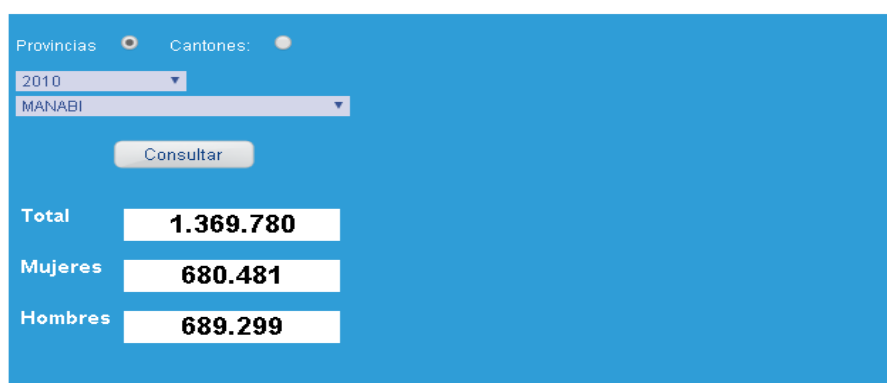 Provincias Cantones:
2010
MANABI
Consultar
Total 1.369.780
Mujeres 680.481
Hombres 689.299